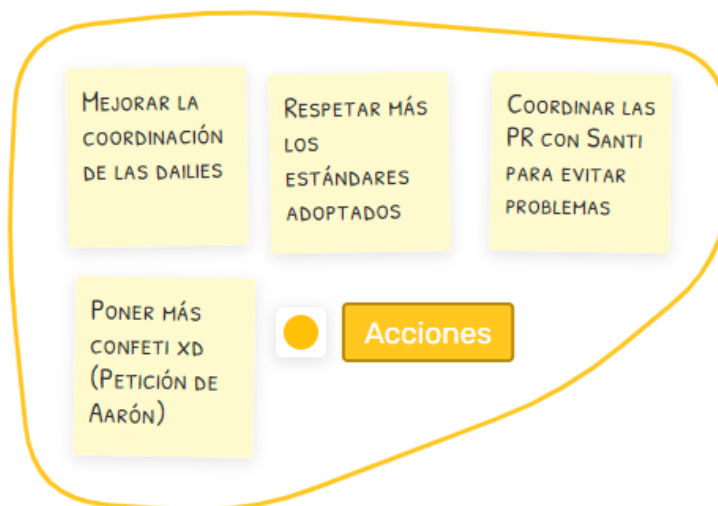 Mejorar la
coordinación
de las dailies
Respetar más
los
estándares
adoptados
Coordinar las
PR con Santi
para evitar
problemas
Poner más
confeti xd
(Petición de
Aarón)
Acciones